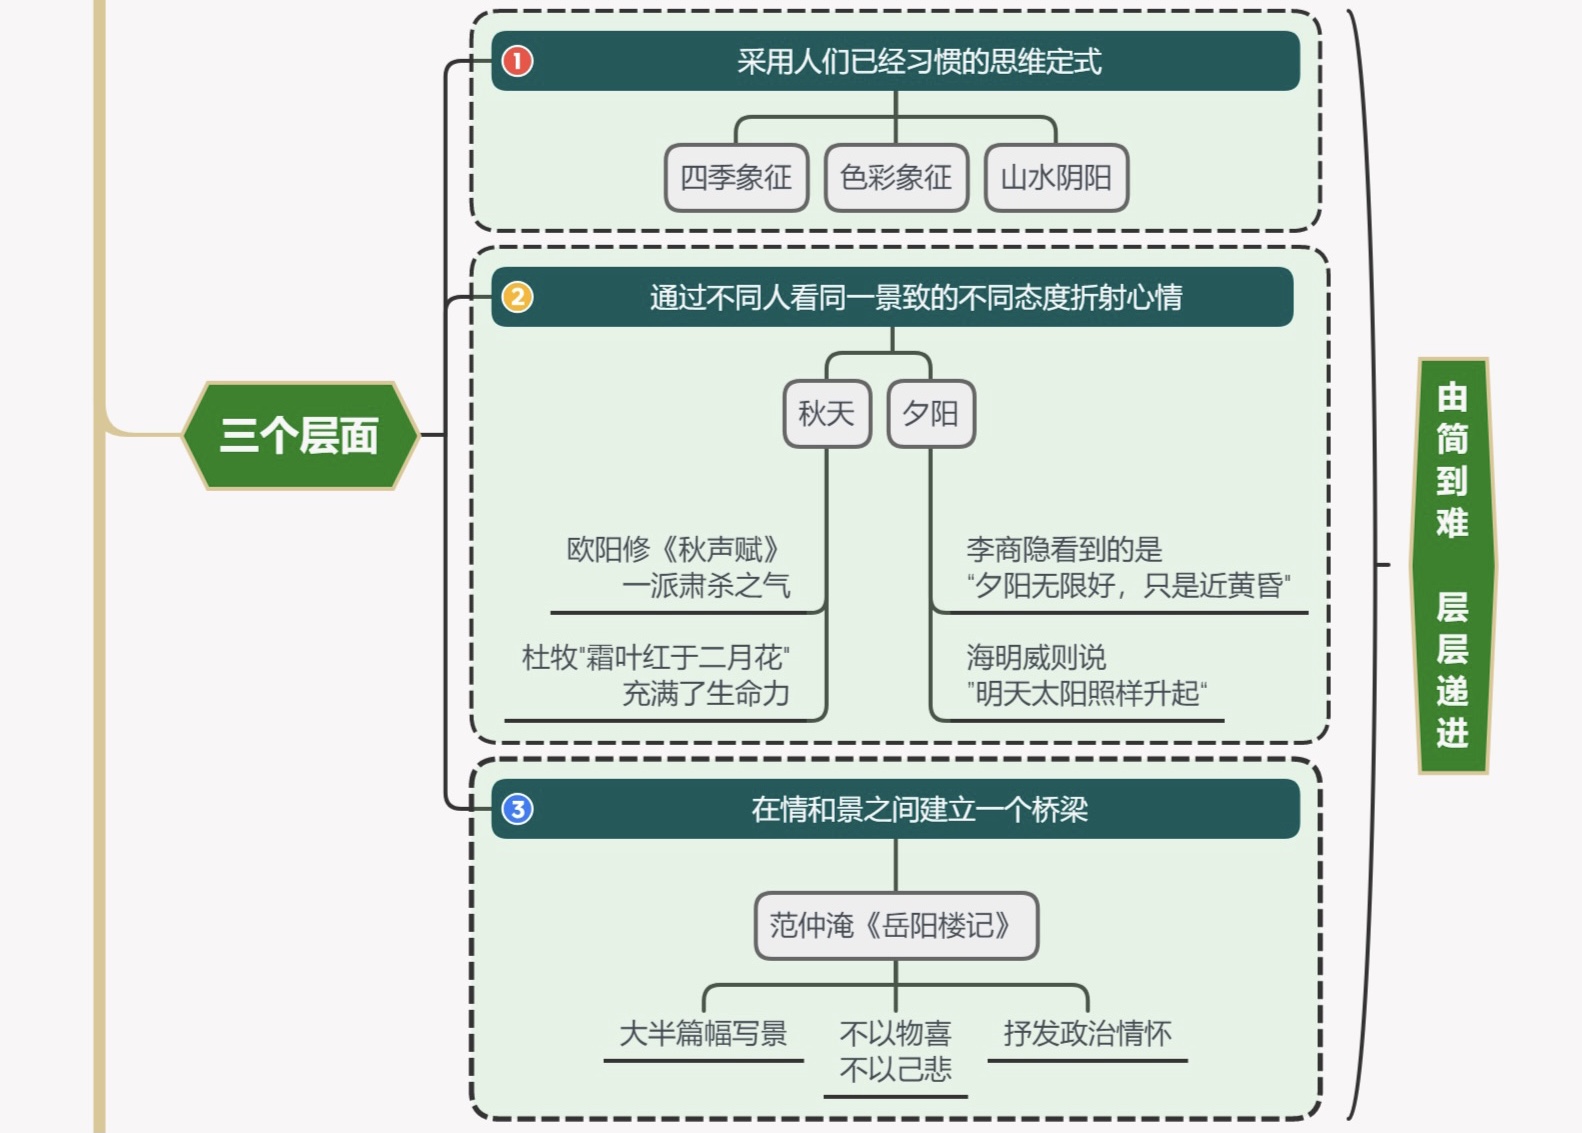 三个层面
1
采用人们已经习惯的思维定式
四季象征
色彩象征
山水阴阳
2
通过不同人看同一景致的不同态度折射心情
秋天
夕阳
欧阳修《秋声赋》
一派肃杀之气
杜牧"霜叶红于二月花"
充满了生命力
李商隐看到的是
“夕阳无限好，只是近黄昏"
海明威则说
”明天太阳照样升起“
3
在情和景之间建立一个桥梁
范仲淹《岳阳楼记》
大半篇幅写景
不以物喜
不以己悲
抒发政治情怀
由简到难 层层递进